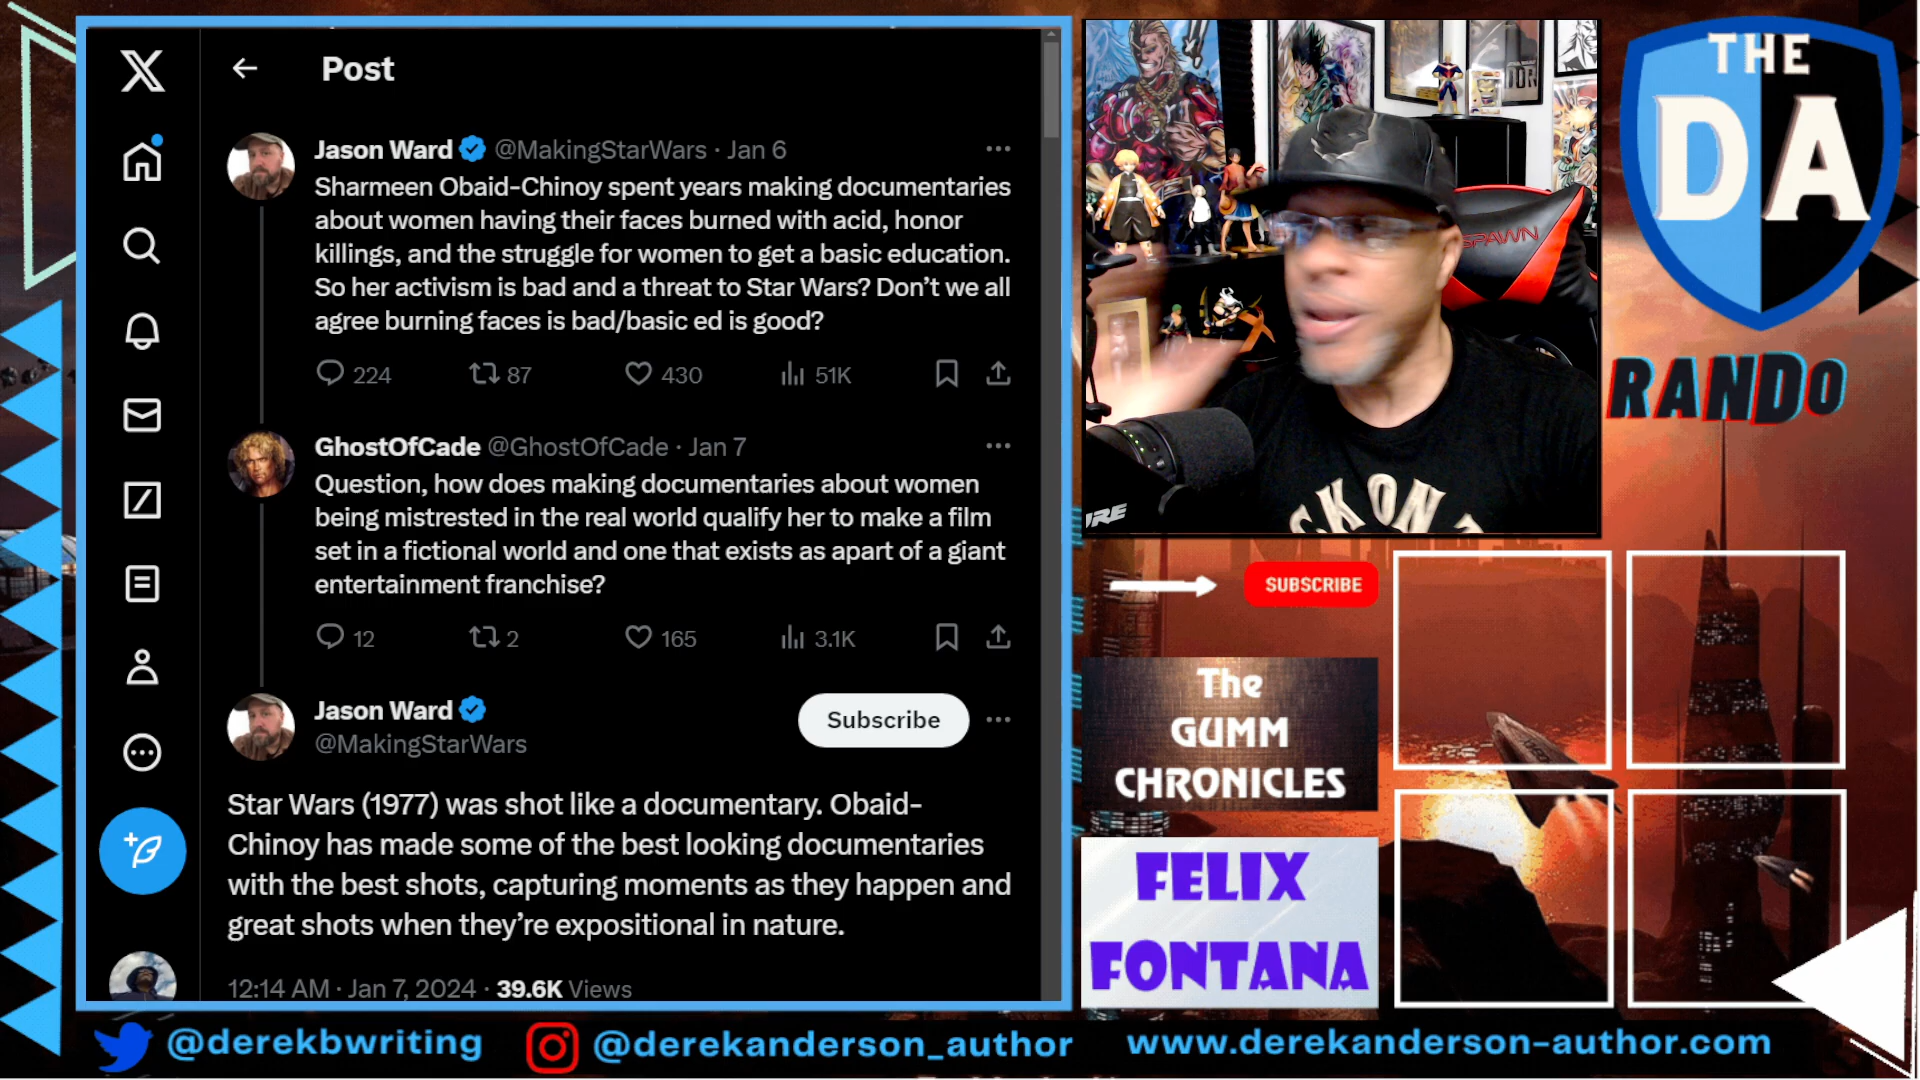 Post
Jason Ward @MakingStarWars · Jan 6
Sharmeen Obaid-Chinoy spent years making documentaries
about women having their faces burned with acid, honor
killings, and the struggle for women to get a basic education.
So her activism is bad and a threat to Star Wars? Don’t we all
agree burning faces is bad/basic ed is good?
224 87 430 51K
GhostOfCade @GhostOfCade · Jan 7
Question, how does making documentaries about women
being mistrested in the real world qualify her to make a film
set in a fictional world and one that exists as apart of a giant
entertainment franchise?
12 2 165 3.1K
Jason Ward
@MakingStarWars
Subscribe
Star Wars (1977) was shot like a documentary. Obaid-
Chinoy has made some of the best looking documentaries
with the best shots, capturing moments as they happen and
great shots when they’re expositional in nature.
12:14 AM · Jan 7, 2024 · 39.6K Views
SPAWN
THE
DA
RANDO
SUBSCRIBE
The
GUMM
CHRONICLES
FELIX
FONTANA
@derekbwriting
@derekanderson_author
www.derekanderson-author.com